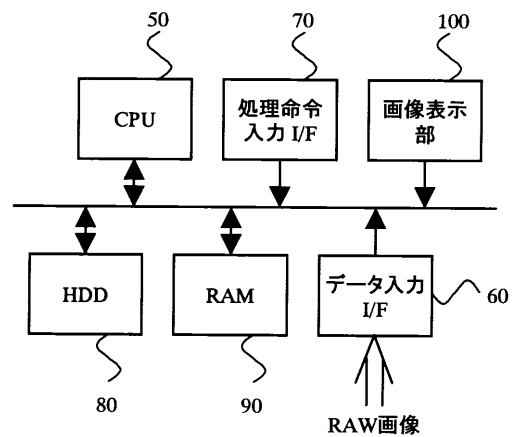 50
70
100
CPU
処理命令
入力 I/F
画像表示
部
HDD
RAM
データ入力
I/F
60
80
90
RAW画像